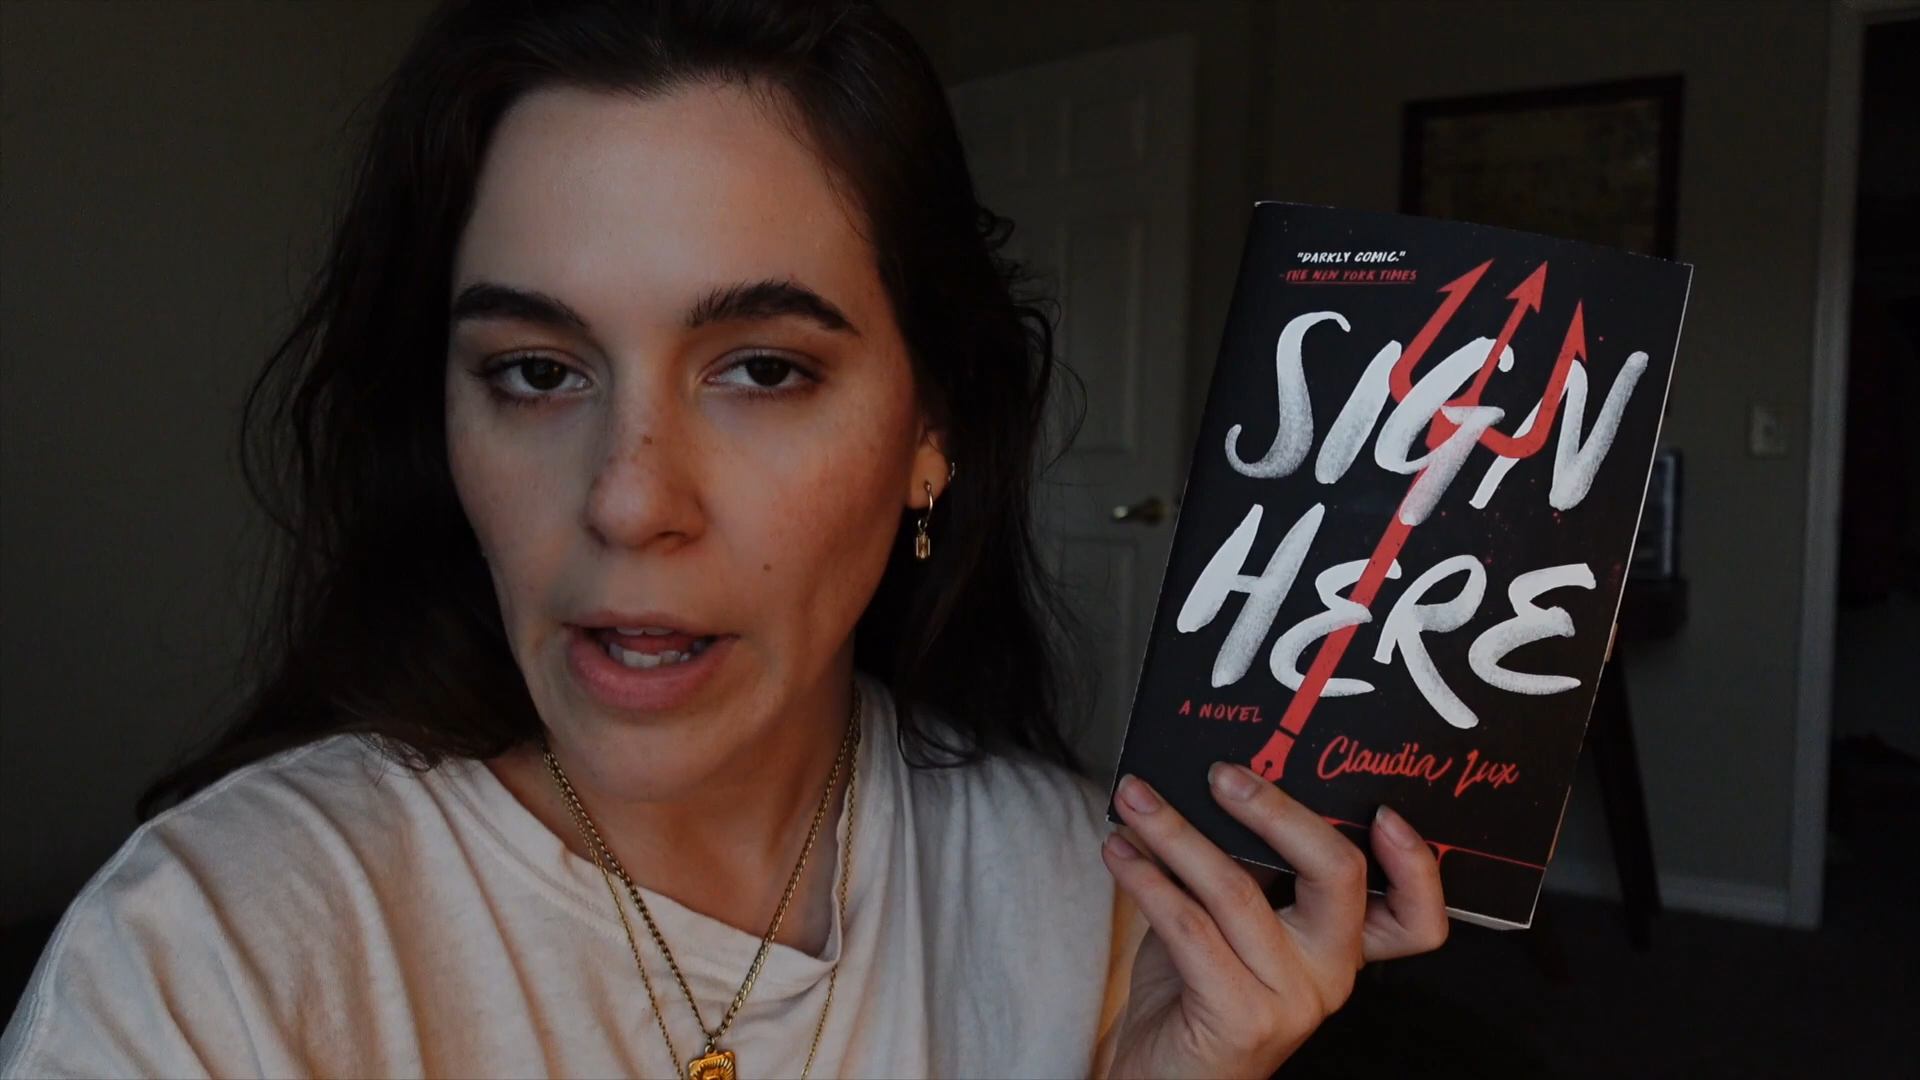 "DARKLY COMIC."
-THE NEW YORK TIMES
SIGN
HERE
A NOVEL
Claudia Lux